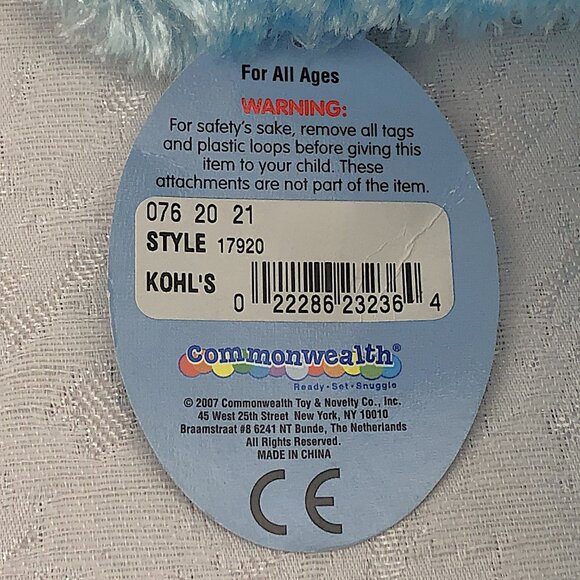 For All Ages
WARNING:
For safety's sake, remove all tags
and plastic loops before giving this
item to your child. These
attachments are not part of the item.
076 20 21
STYLE 17920
KOHL'S
0 22286 23236 4
commonwealth®
Ready·Set·Snuggle
© 2007 Commonwealth Toy & Novelty Co., Inc.
45 West 25th Street New York, NY 10010
Braamstraat #8 6241 NT Bunde, The Netherlands
All Rights Reserved.
MADE IN CHINA
CE